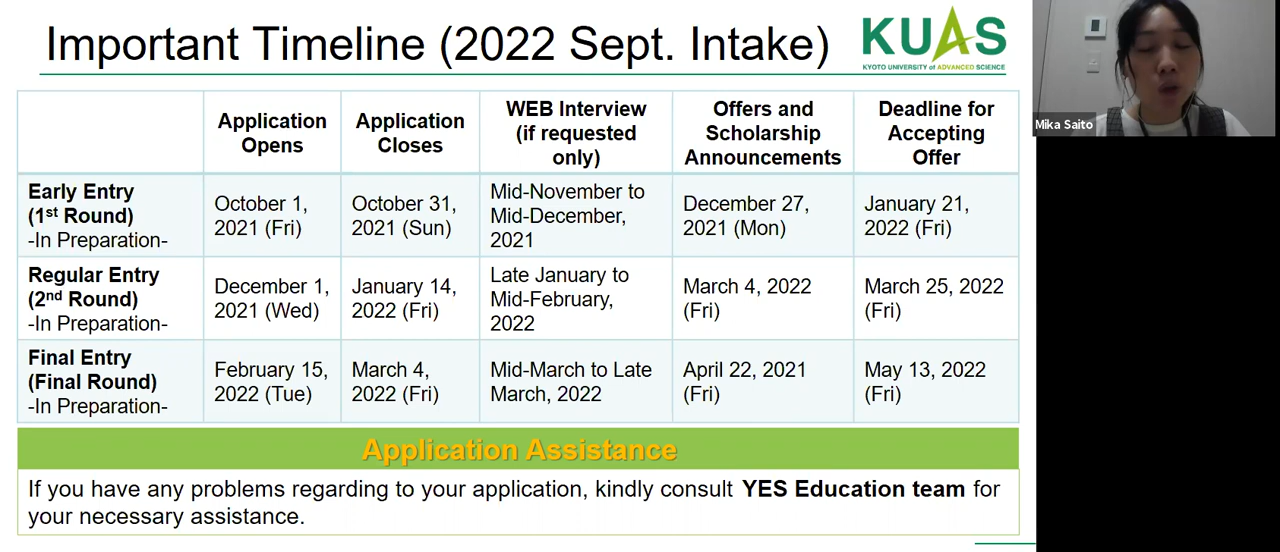 Important Timeline (2022 Sept. Intake)
KUAS
KYOTO UNIVERSITY of ADVANCED SCIENCE
Mika Saito
Application Opens
Application Closes
WEB Interview (if requested only)
Offers and Scholarship Announcements
Deadline for Accepting Offer
Early Entry
(1st Round)
-In Preparation-
October 1, 2021 (Fri)
October 31, 2021 (Sun)
Mid-November to Mid-December, 2021
December 27, 2021 (Mon)
January 21, 2022 (Fri)
Regular Entry
(2nd Round)
-In Preparation-
December 1, 2021 (Wed)
January 14, 2022 (Fri)
Late January to Mid-February, 2022
March 4, 2022 (Fri)
March 25, 2022 (Fri)
Final Entry
(Final Round)
-In Preparation-
February 15, 2022 (Tue)
March 4, 2022 (Fri)
Mid-March to Late March, 2022
April 22, 2021 (Fri)
May 13, 2022 (Fri)
Application Assistance
If you have any problems regarding to your application, kindly consult YES Education team for
your necessary assistance.